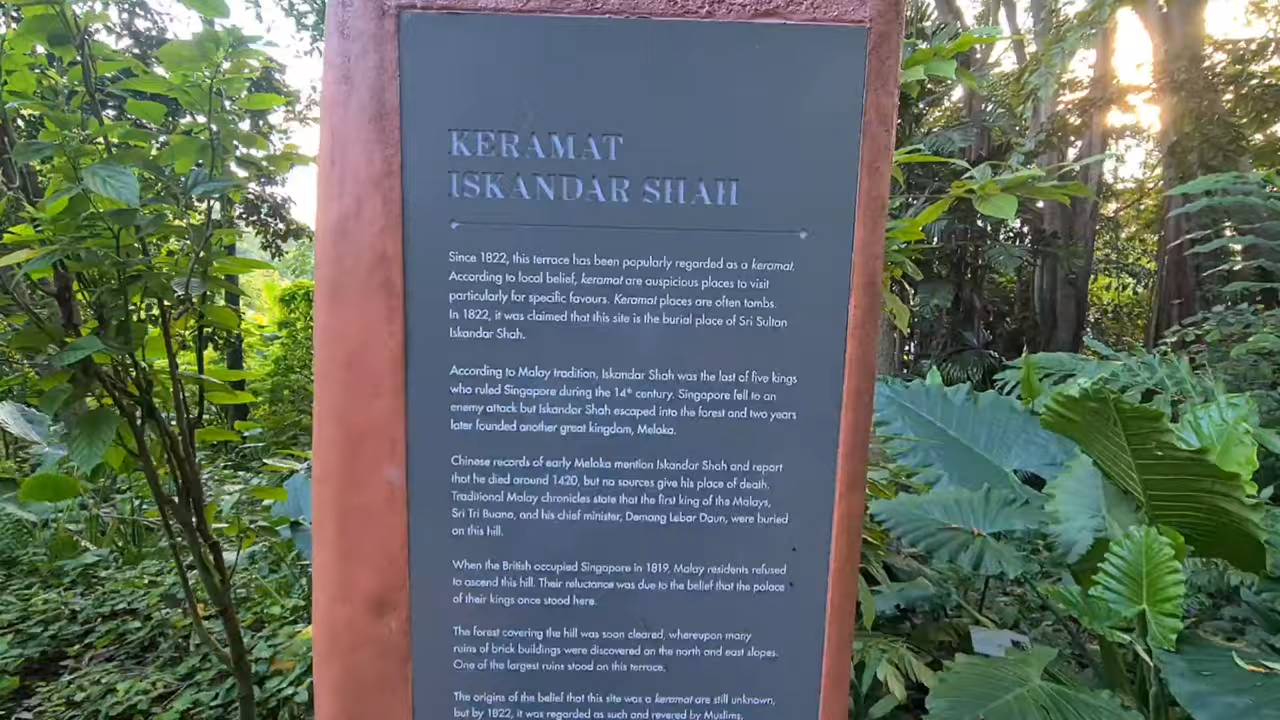 KERAMAT
ISKANDAR SHAH
Since 1822, this terrace has been popularly regarded as a keramat.
According to local belief, keramat are auspicious places to visit
particularly for specific favours. Keramat places are often tombs.
In 1822, it was claimed that this site is the burial place of Sri Sultan
Iskandar Shah.
According to Malay tradition, Iskandar Shah was the last of five kings
who ruled Singapore during the 14th century. Singapore fell to an
enemy attack but Iskandar Shah escaped into the forest and two years
later founded another great kingdom, Melaka.
Chinese records of early Melaka mention Iskandar Shah and report
that he died around 1420, but no sources give his place of death.
Traditional Malay chronicles state that the first king of the Malays,
Sri Tri Buana, and his chief minister, Demang Lebar Daun, were buried
on this hill.
When the British occupied Singapore in 1819, Malay residents refused
to ascend this hill. Their reluctance was due to the belief that the palace
of their kings once stood here.
The forest covering the hill was soon cleared, whereupon many
ruins of brick buildings were discovered on the north and east slopes.
One of the largest ruins stood on this terrace.
The origins of the belief that this site was a keramat are still unknown,
but by 1822, it was regarded as such and revered by Muslims,